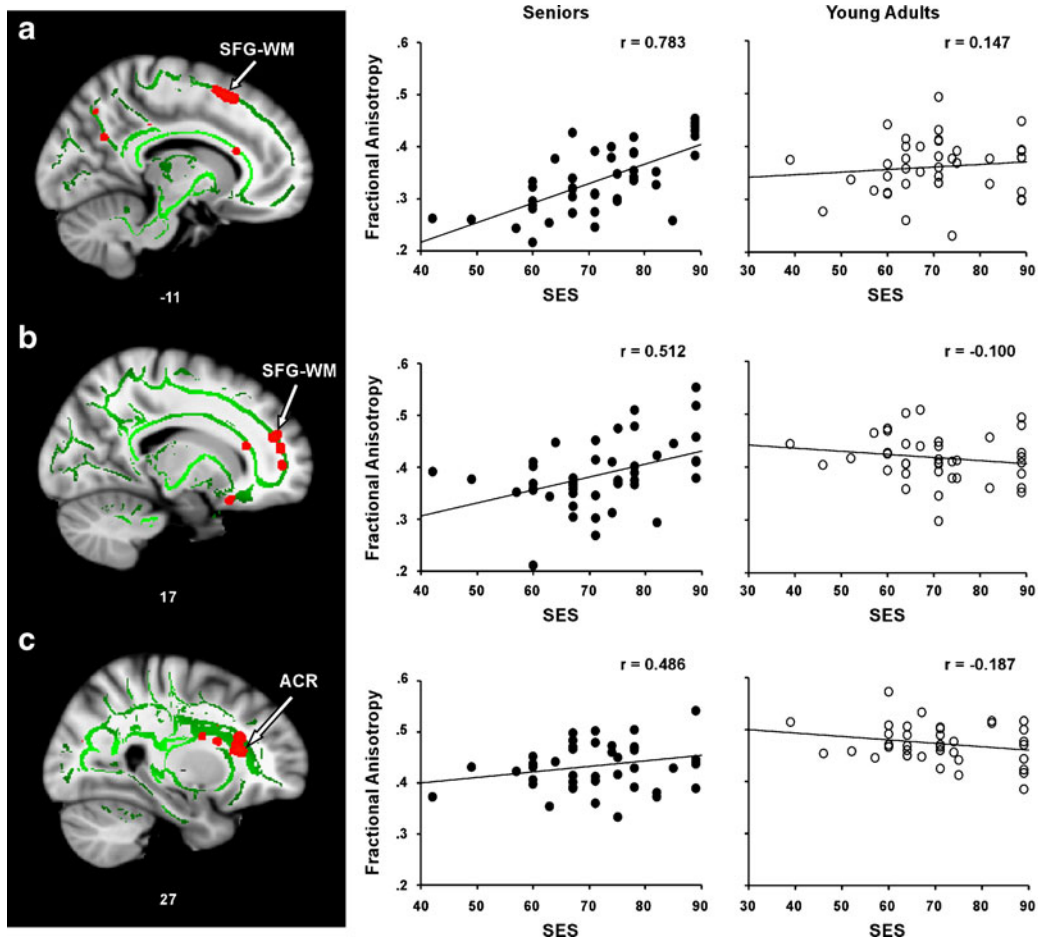 Seniors
Young Adults
a
SFG-WM
-11
r = 0.783
Fractional Anisotropy
.6
.5
.4
.3
.2
40 50 60 70 80 90
SES
r = 0.147
30 40 50 60 70 80 90
SES
b
SFG-WM
17
r = 0.512
Fractional Anisotropy
.6
.5
.4
.3
.2
40 50 60 70 80 90
SES
r = -0.100
30 40 50 60 70 80 90
SES
c
ACR
27
r = 0.486
Fractional Anisotropy
.6
.5
.4
.3
.2
40 50 60 70 80 90
SES
r = -0.187
30 40 50 60 70 80 90
SES